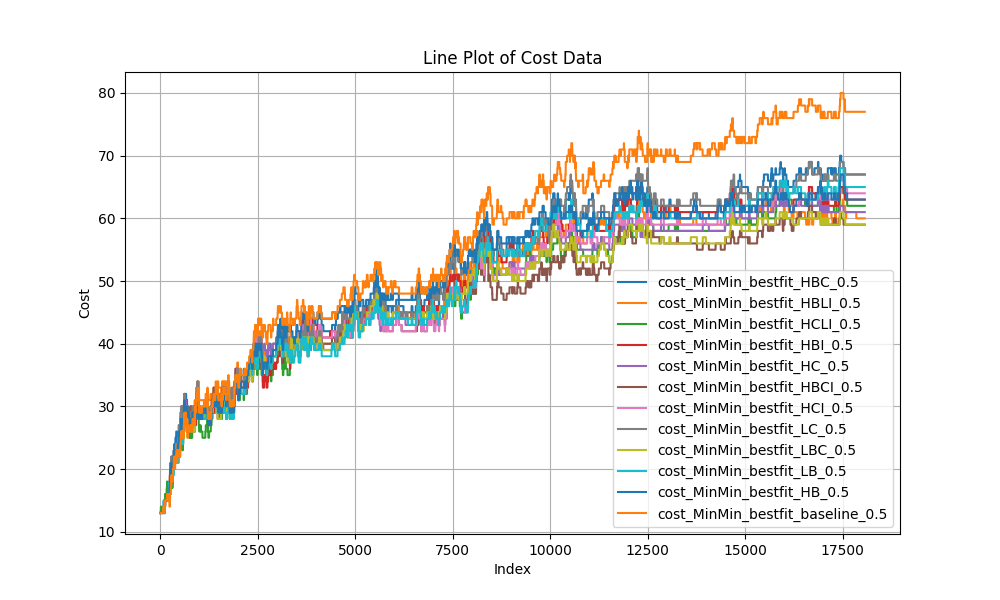 Line Plot of Cost Data
80
70
60
50
40
30
20
10
Cost
0
2500
5000
7500
10000
12500
15000
17500
Index
cost_MinMin_bestfit_HBC_0.5
cost_MinMin_bestfit_HBLI_0.5
cost_MinMin_bestfit_HCLI_0.5
cost_MinMin_bestfit_HBI_0.5
cost_MinMin_bestfit_HC_0.5
cost_MinMin_bestfit_HBCI_0.5
cost_MinMin_bestfit_HCI_0.5
cost_MinMin_bestfit_LC_0.5
cost_MinMin_bestfit_LBC_0.5
cost_MinMin_bestfit_LB_0.5
cost_MinMin_bestfit_HB_0.5
cost_MinMin_bestfit_baseline_0.5